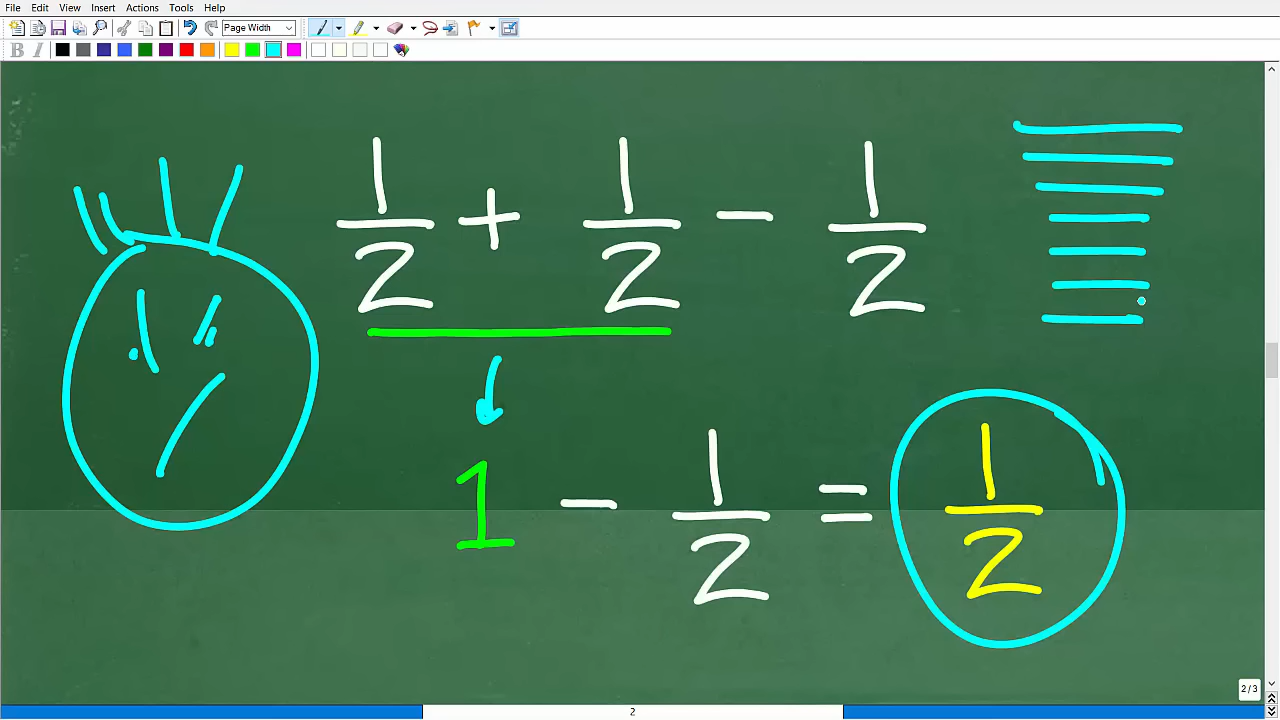 File Edit View Insert Actions Tools Help
Page Width
B I
1/2 + 1/2 - 1/2
1 - 1/2 = 1/2
2/3
2